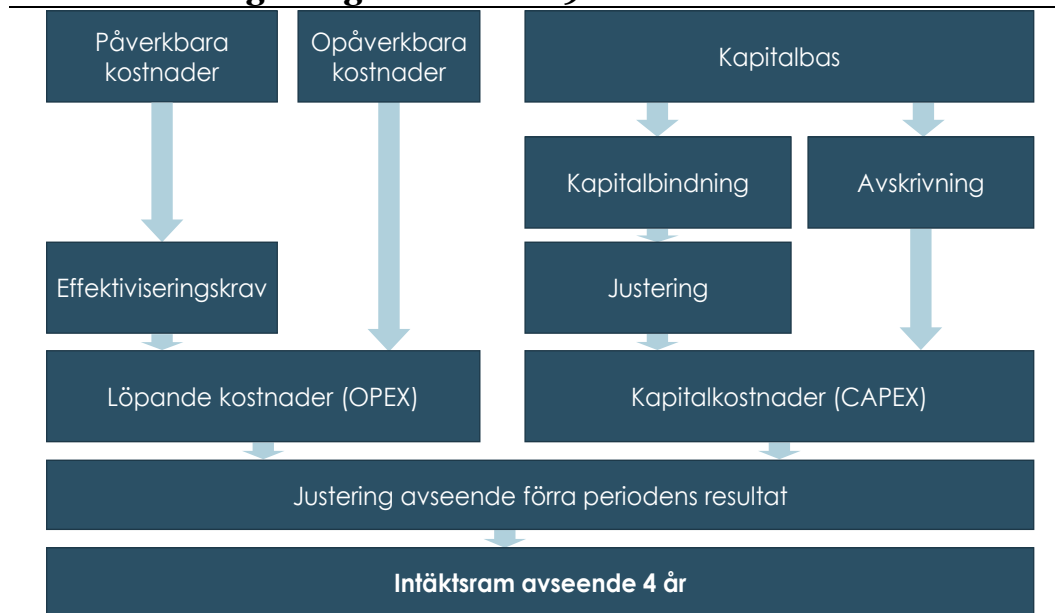 Påverkbara
kostnader
Opåverkbara
kostnader
Kapitalbas
Kapitalbindning
Avskrivning
Effektiviseringskrav
Justering
Löpande kostnader (OPEX)
Kapitalkostnader (CAPEX)
Justering avseende förra periodens resultat
Intäktsram avseende 4 år